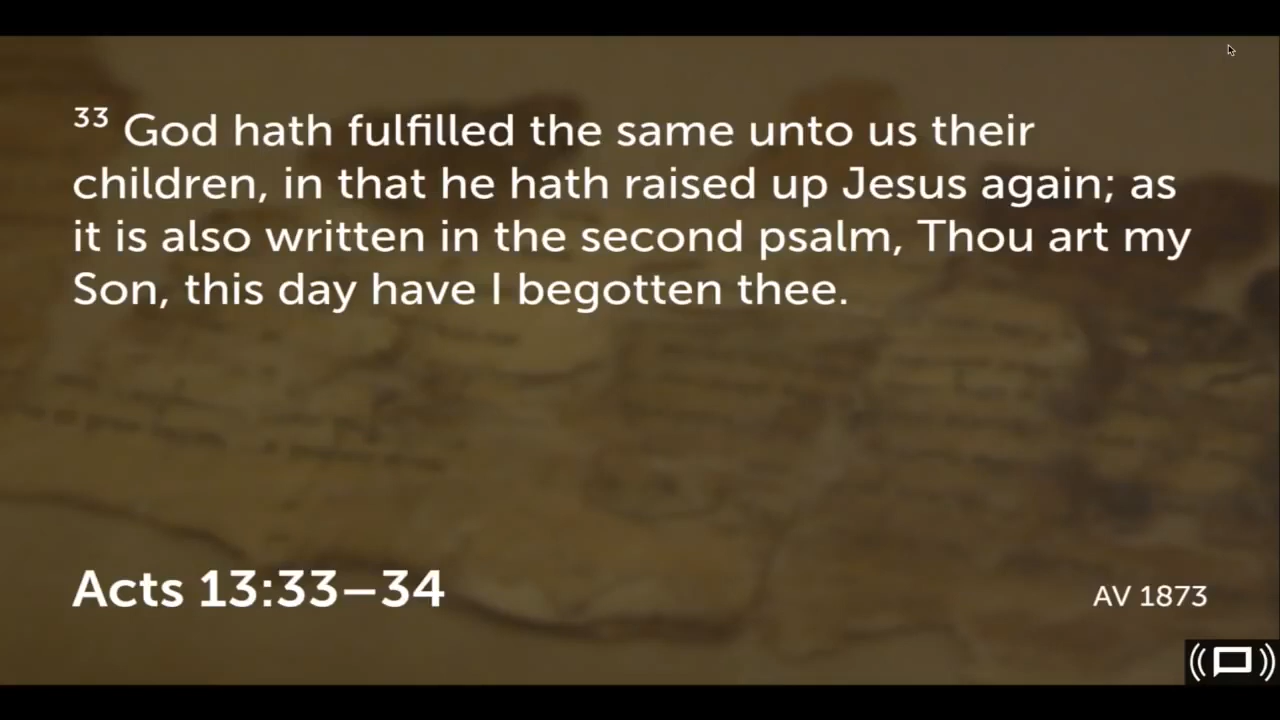 33 God hath fulfilled the same unto us their
children, in that he hath raised up Jesus again; as
it is also written in the second psalm, Thou art my
Son, this day have I begotten thee.
Acts 13:33–34
AV 1873